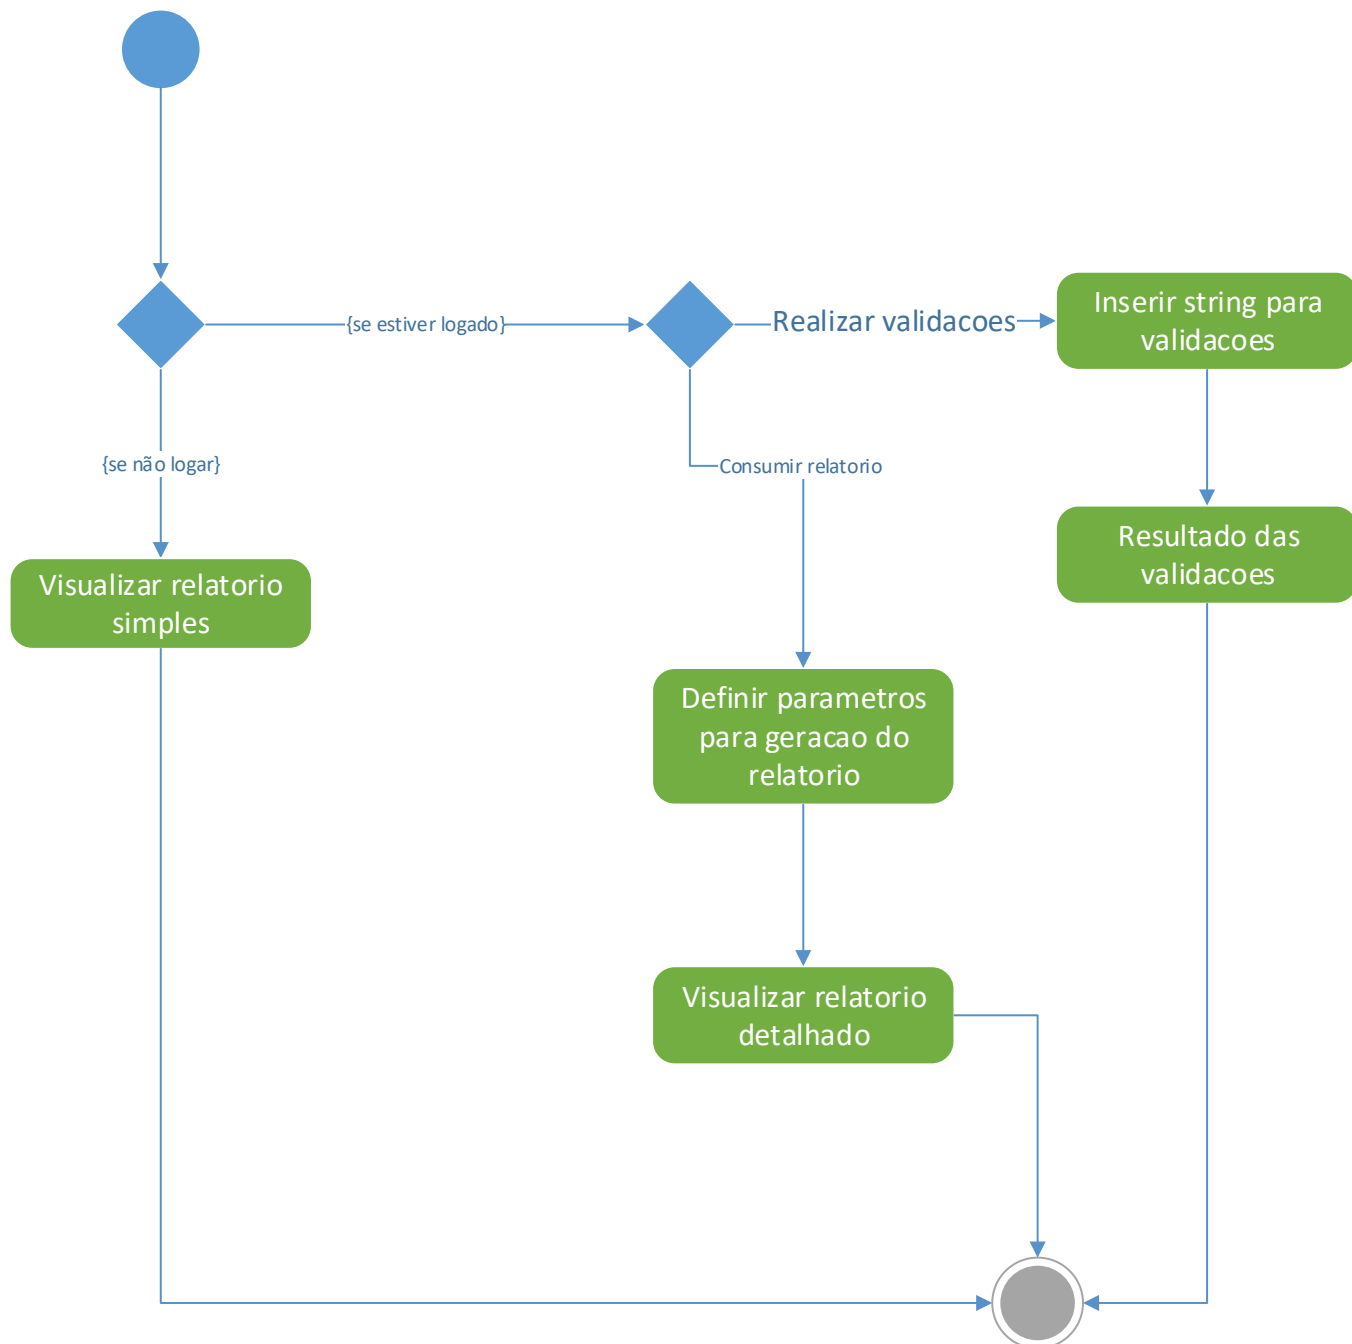 {se estiver logado}
Realizar validacoes
Inserir string para
validacoes
{se não logar}
Consumir relatorio
Resultado das
validacoes
Visualizar relatorio
simples
Definir parametros
para geracao do
relatorio
Visualizar relatorio
detalhado